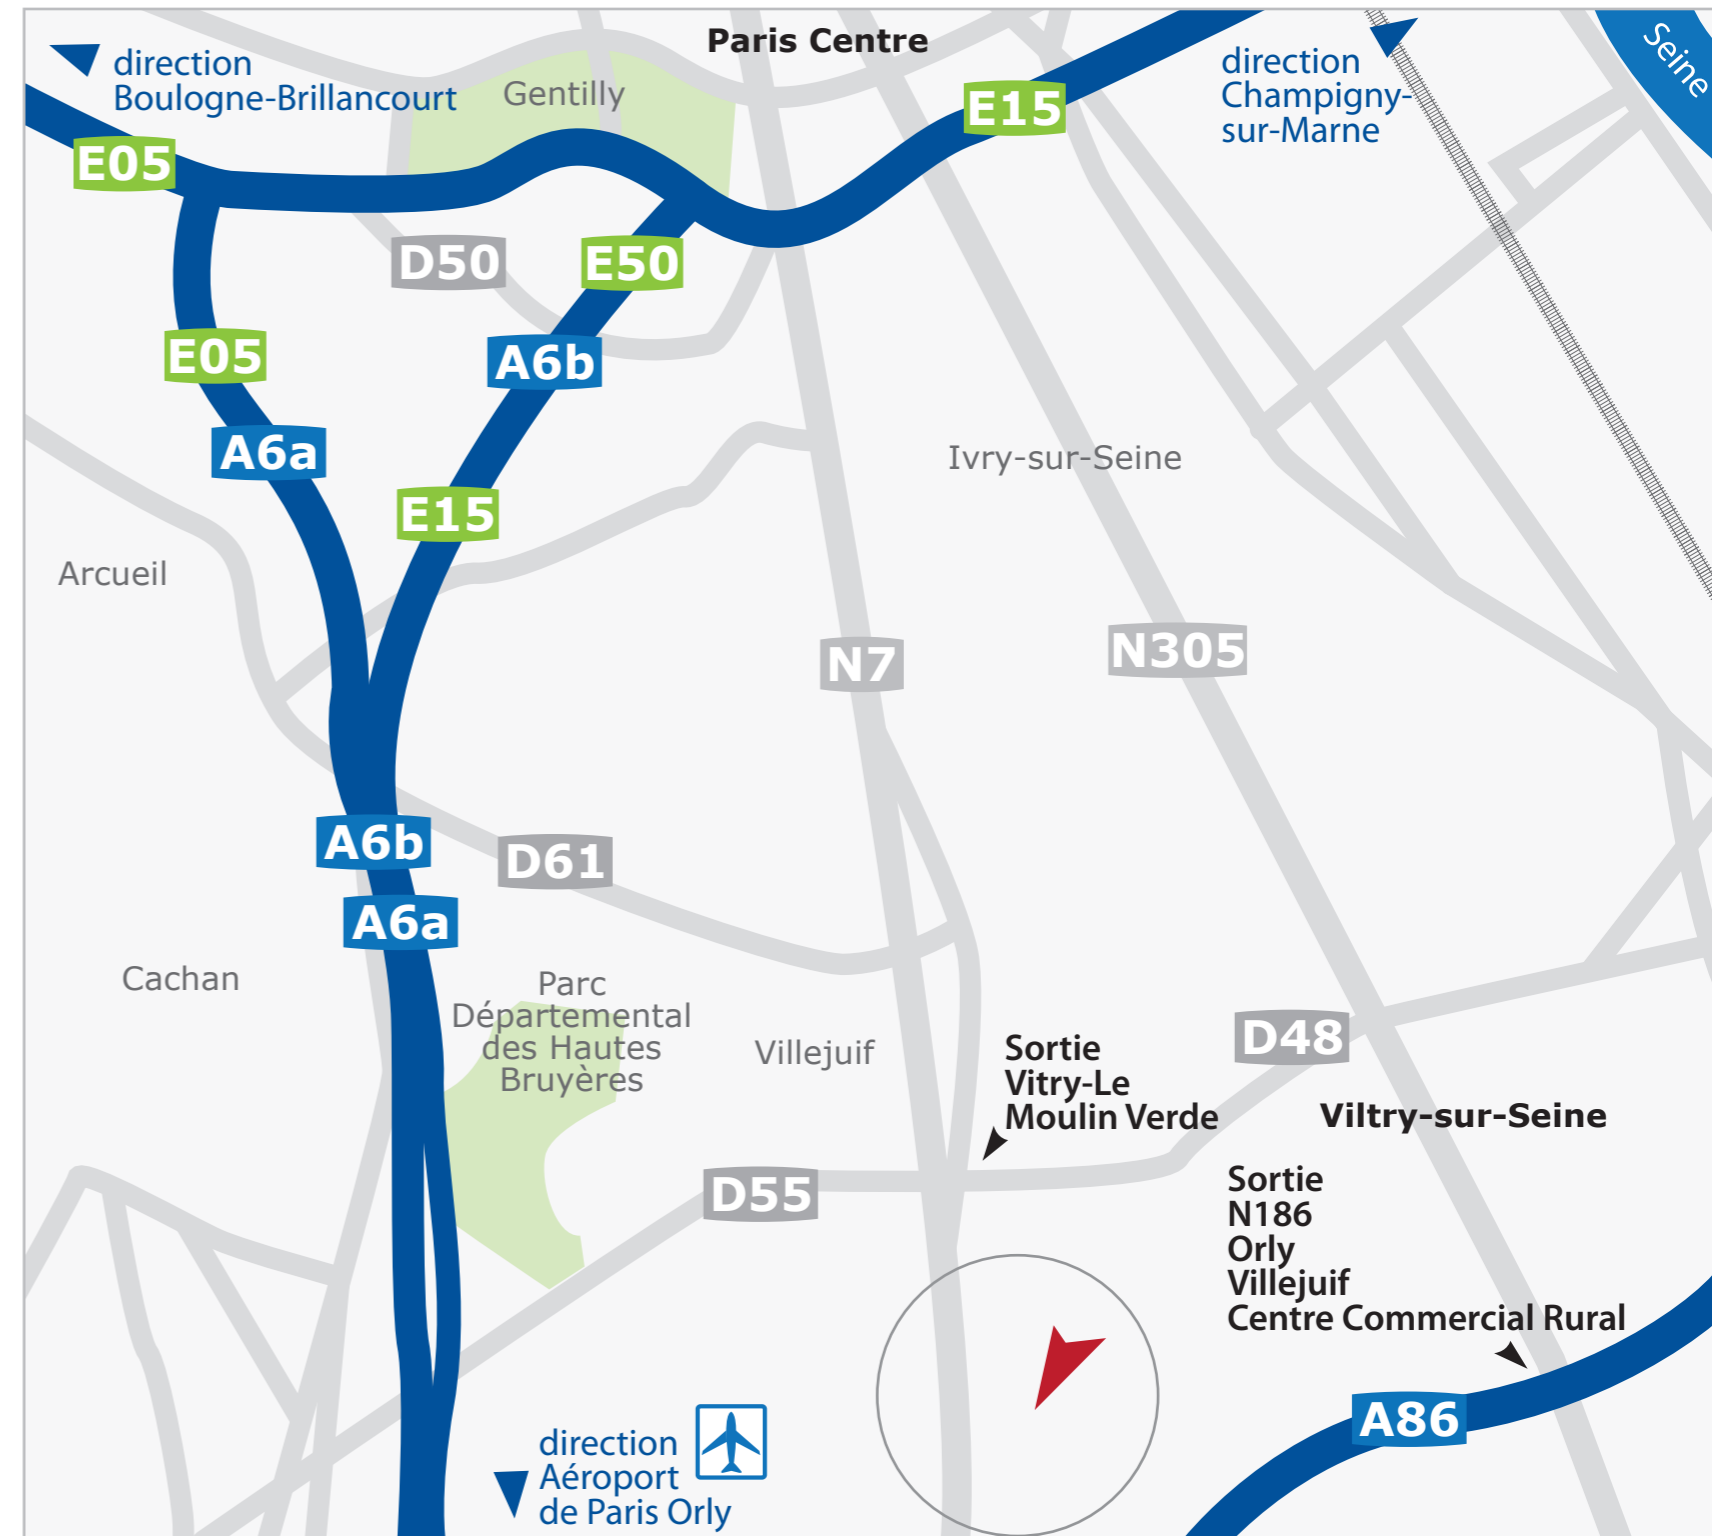 Paris Centre
direction
Boulogne-Brillancourt
Gentilly
E15
direction
Champigny-
sur-Marne
Seine
E05
D50
E50
E05
A6b
A6a
Ivry-sur-Seine
E15
Arcueil
N7
N305
A6b
D61
A6a
Cachan
Parc
Départemental
des Hautes
Bruyères
Villejuif
Sortie
Vitry-Le
Moulin Verde
D48
Viltry-sur-Seine
D55
Sortie
N186
Orly
Villejuif
Centre Commercial Rural
A86
direction
Aéroport
de Paris Orly